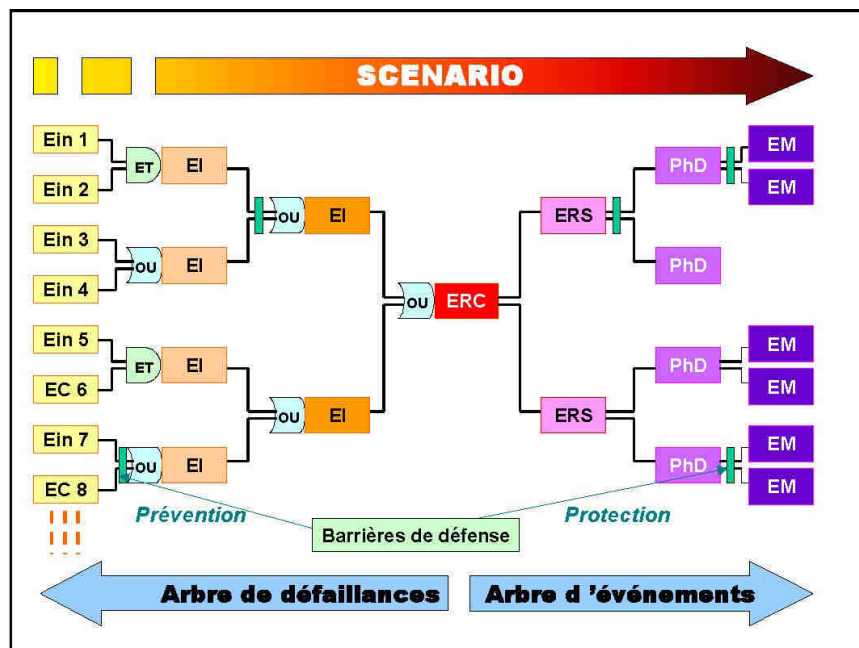 SCENARIO
Ein 1
Ein 2
ET
EI
Ein 3
Ein 4
OU
EI
OU
EI
Ein 5
EC 6
ET
EI
Ein 7
EC 8
OU
EI
OU
EI
OU
ERC
ERS
PhD
EM
EM
PhD
ERS
PhD
EM
EM
PhD
EM
EM
Prévention
Barrières de défense
Protection
Arbre de défaillances
Arbre d ’événements